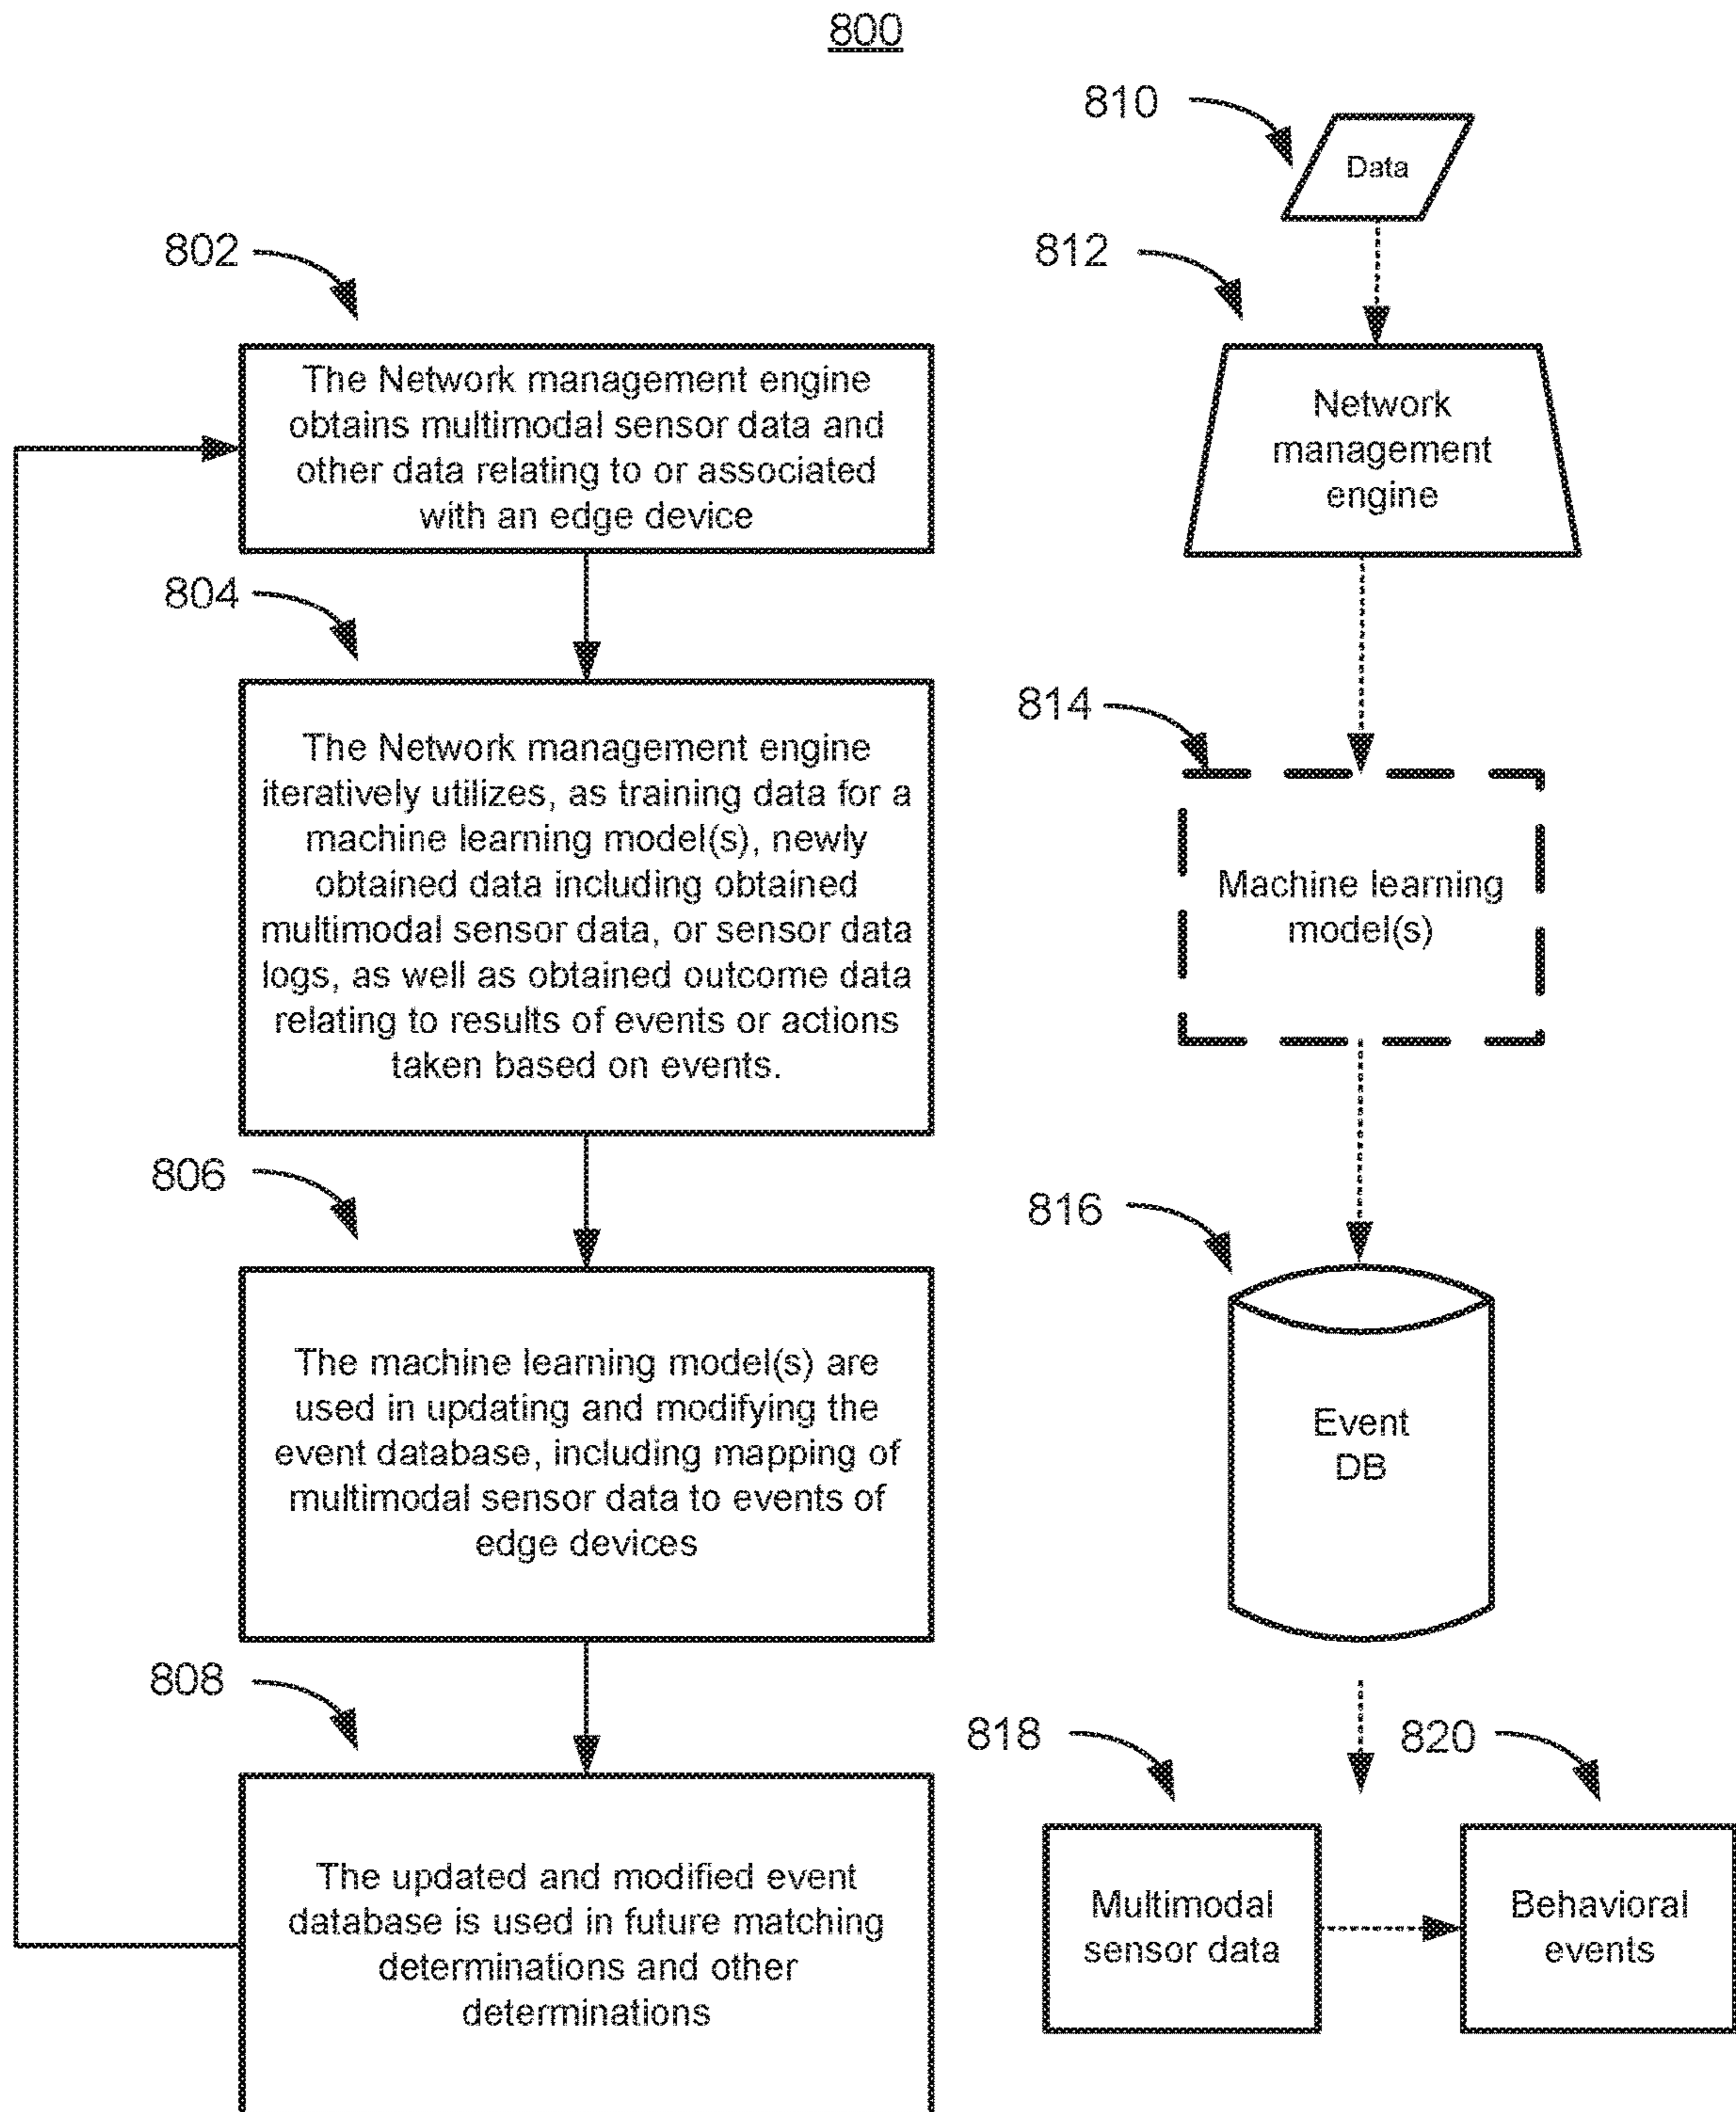 800
802
The Network management engine
obtains multimodal sensor data and
other data relating to or associated
with an edge device
804
The Network management engine
iteratively utilizes, as training data for a
machine learning model(s), newly
obtained data including obtained
multimodal sensor data, or sensor data
logs, as well as obtained outcome data
relating to results of events or actions
taken based on events.
806
The machine learning model(s) are
used in updating and modifying the
event database, including mapping of
multimodal sensor data to events of
edge devices
808
The updated and modified event
database is used in future matching
determinations and other
determinations
810
Data
812
Network
management
engine
814
Machine learning
model(s)
816
Event
DB
818
Multimodal
sensor data
820
Behavioral
events